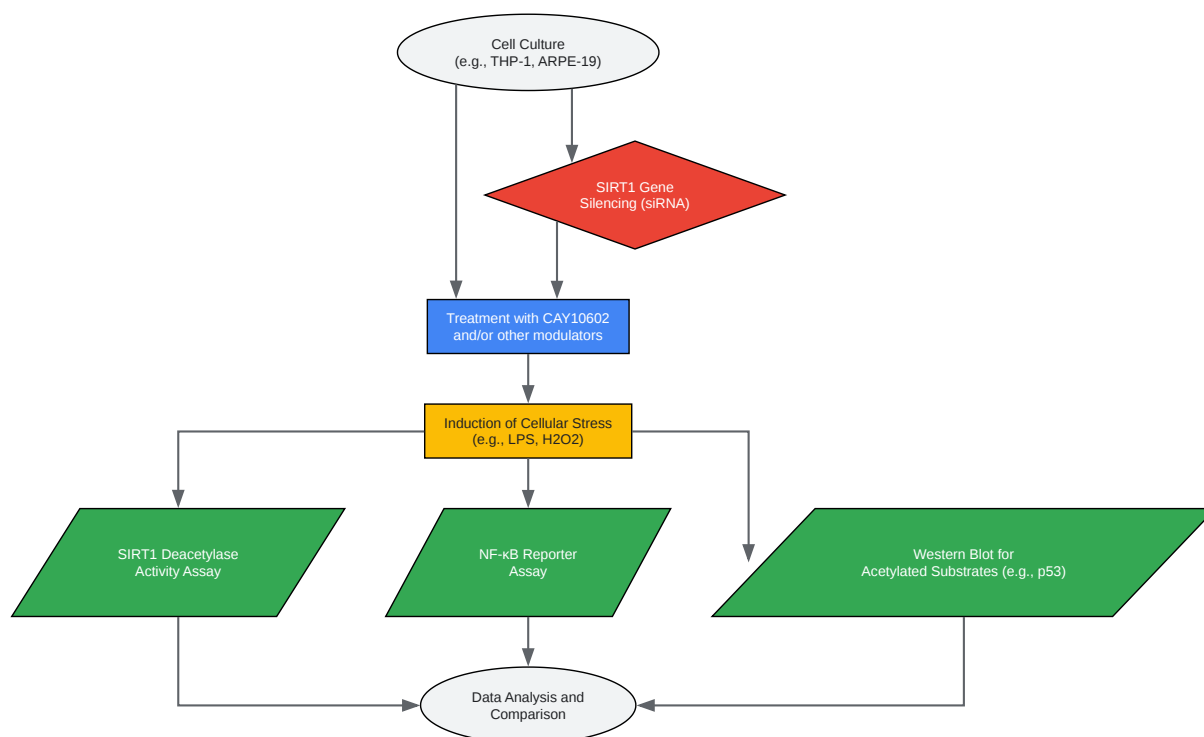 Cell Culture
(e.g., THP-1, ARPE-19)
SIRT1 Gene
Silencing (siRNA)
Treatment with CAY10602
and/or other modulators
Induction of Cellular Stress
(e.g., LPS, H2O2)
SIRT1 Deacetylase
Activity Assay
NF-κB Reporter
Assay
Western Blot for
Acetylated Substrates (e.g., p53)
Data Analysis and
Comparison